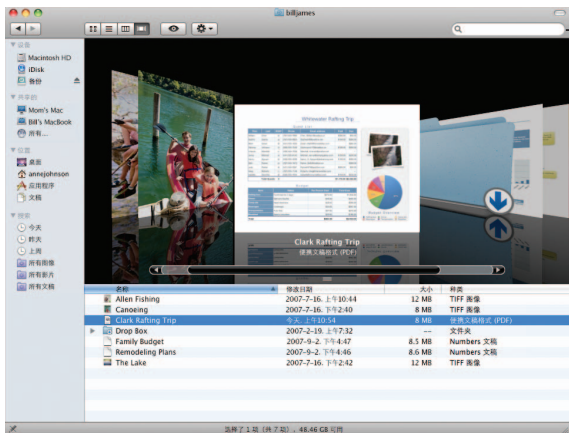 billjames
设备
Macintosh HD
iDisk
备份
共享的
Mom's Mac
Bill's MacBook
所有...
位置
桌面
annejohnson
应用程序
文稿
搜索
今天
昨天
上周
所有图像
所有影片
所有文稿
Whitewater Rafting Trip
Clark Rafting Trip
便携文稿格式 (PDF)
名称 修改日期 大小 种类
Allen Fishing 2007-7-16, 上午10:44 12 MB TIFF 图像
Canoeing 2007-7-16, 下午2:40 8 MB TIFF 图像
Clark Rafting Trip 今天, 上午10:54 8 MB 便携文稿格式 (PDF)
Drop Box 2007-2-19, 上午7:32 -- 文件夹
Family Budget 2007-9-2, 下午4:47 8.5 MB Numbers 文稿
Remodeling Plans 2007-9-2, 下午4:46 8.6 MB Numbers 文稿
The Lake 2007-7-16, 下午2:42 12 MB TIFF 图像
选择了 1 项（共 7 项）, 48.46 GB 可用